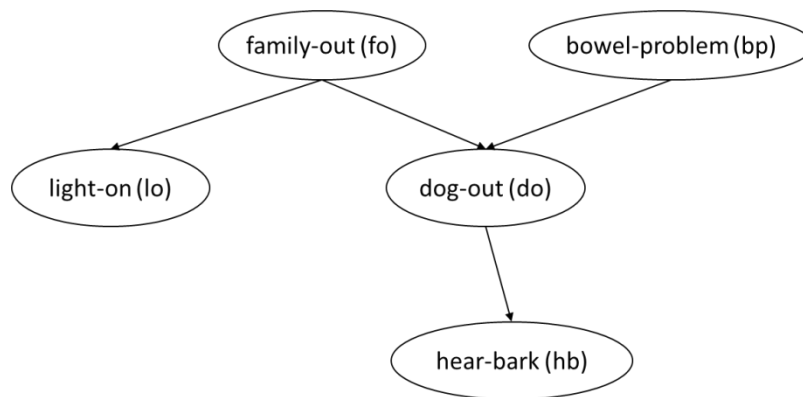 family-out (fo)
bowel-problem (bp)
light-on (lo)
dog-out (do)
hear-bark (hb)